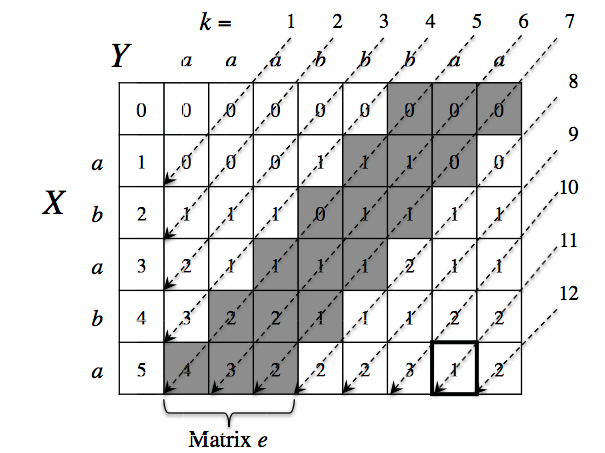 k = 1 2 3 4 5 6 7
Y a a a b b b a a
8
0 0 0 0 0 0 0 0 0
9
a 1 0 0 0 1 1 1 0 0
10
X b 2 1 1 1 0 1 1 1 1
11
a 3 2 1 1 1 1 2 1 1
12
b 4 3 2 2 1 1 1 2 2
a 5 4 3 2 2 2 3 1 2
Matrix e